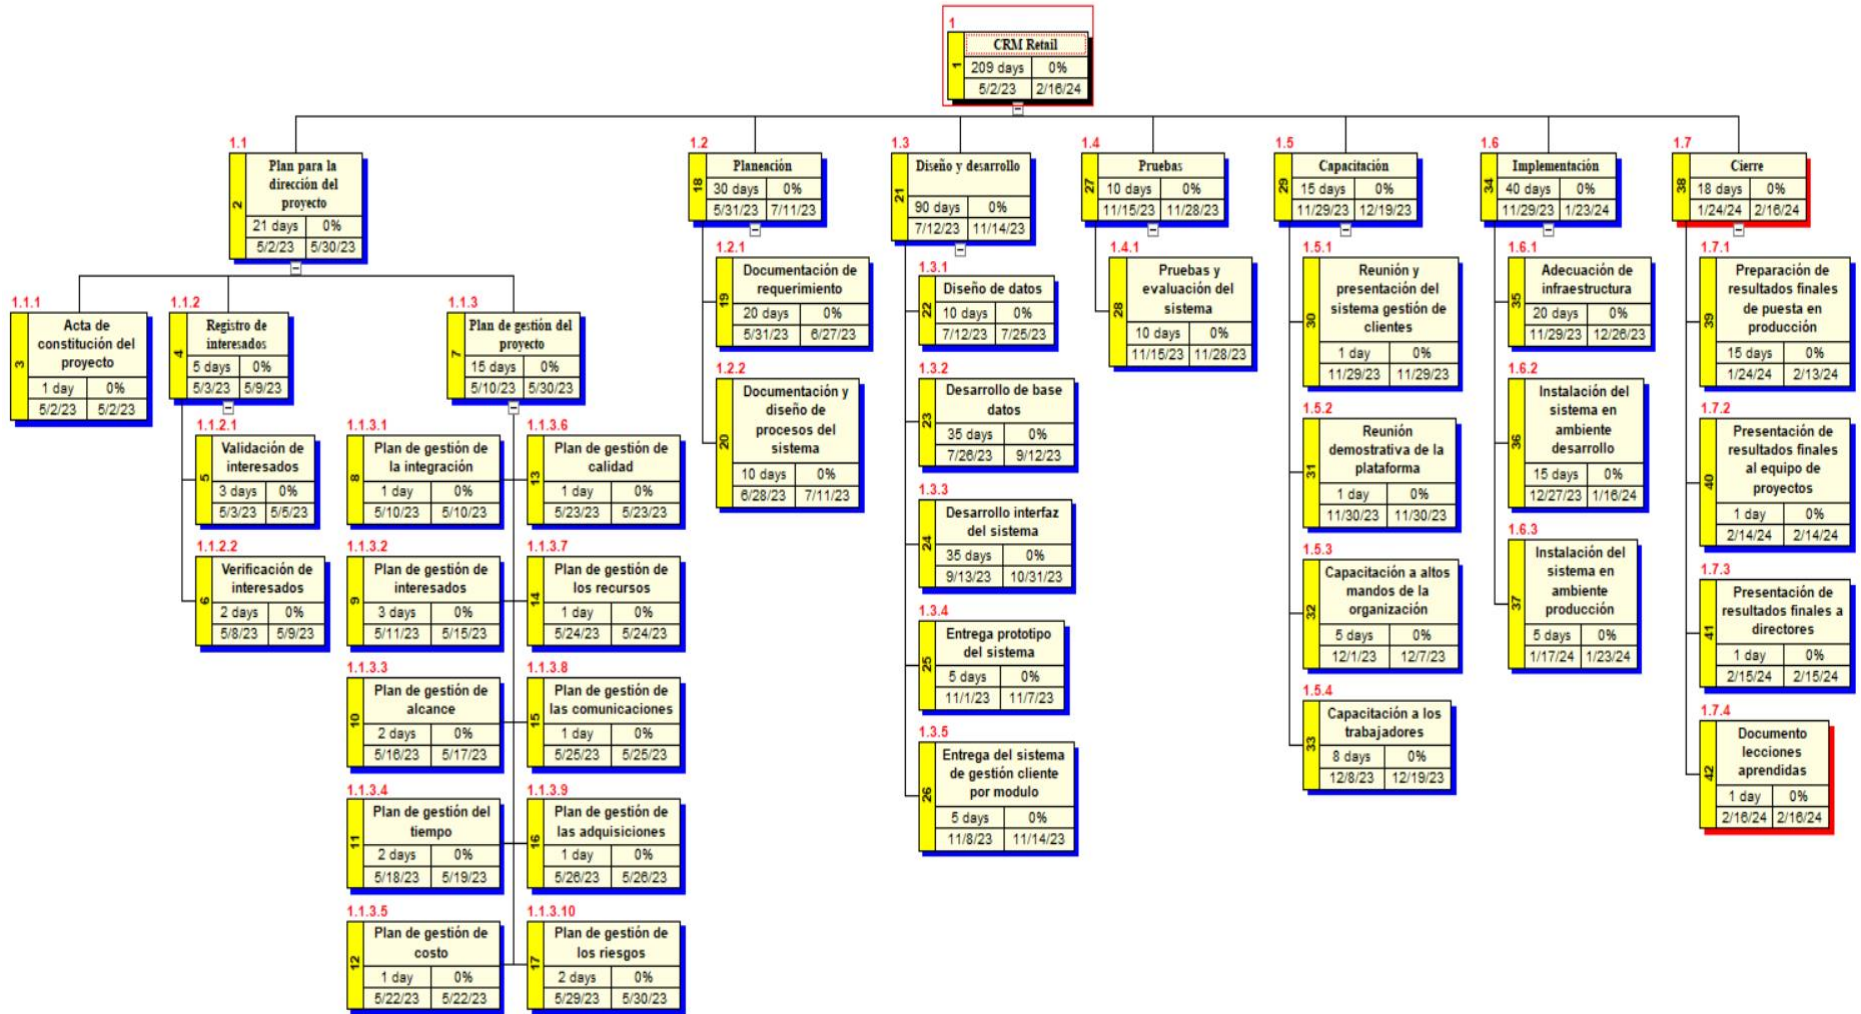 1
1
CRM Retail
209 days 0%
5/2/23 2/16/24
1.1
2
Plan para la
dirección del
proyecto
21 days 0%
5/2/23 5/30/23
1.1.1
3
Acta de
constitución del
proyecto
1 day 0%
5/2/23 5/2/23
1.1.2
4
Registro de
interesados
5 days 0%
5/3/23 5/9/23
1.1.2.1
5
Validación de
interesados
3 days 0%
5/3/23 5/5/23
1.1.2.2
6
Verificación de
interesados
2 days 0%
5/8/23 5/9/23
1.1.3
7
Plan de gestión del
proyecto
15 days 0%
5/10/23 5/30/23
1.1.3.1
8
Plan de gestión de
la integración
1 day 0%
5/10/23 5/10/23
1.1.3.2
9
Plan de gestión de
interesados
3 days 0%
5/11/23 5/15/23
1.1.3.3
10
Plan de gestión de
alcance
2 days 0%
5/16/23 5/17/23
1.1.3.4
11
Plan de gestión del
tiempo
2 days 0%
5/18/23 5/19/23
1.1.3.5
12
Plan de gestión de
costo
1 day 0%
5/22/23 5/22/23
1.1.3.6
13
Plan de gestión de
calidad
1 day 0%
5/23/23 5/23/23
1.1.3.7
14
Plan de gestión de
los recursos
1 day 0%
5/24/23 5/24/23
1.1.3.8
15
Plan de gestión de
las comunicaciones
1 day 0%
5/25/23 5/25/23
1.1.3.9
16
Plan de gestión de
las adquisiciones
1 day 0%
5/26/23 5/26/23
1.1.3.10
17
Plan de gestión de
los riesgos
2 days 0%
5/29/23 5/30/23
1.2
18
Planeación
30 days 0%
5/31/23 7/11/23
1.2.1
19
Documentación de
requerimiento
20 days 0%
5/31/23 6/27/23
1.2.2
20
Documentación y
diseño de
procesos del
sistema
10 days 0%
6/28/23 7/11/23
1.3
21
Diseño y desarrollo
90 days 0%
7/12/23 11/14/23
1.3.1
22
Diseño de datos
10 days 0%
7/12/23 7/25/23
1.3.2
23
Desarrollo de base
datos
35 days 0%
7/26/23 9/12/23
1.3.3
24
Desarrollo interfaz
del sistema
35 days 0%
9/13/23 10/31/23
1.3.4
25
Entrega prototipo
del sistema
5 days 0%
11/1/23 11/7/23
1.3.5
26
Entrega del sistema
de gestión cliente
por modulo
5 days 0%
11/8/23 11/14/23
1.4
27
Pruebas
10 days 0%
11/15/23 11/28/23
1.4.1
28
Pruebas y
evaluación del
sistema
10 days 0%
11/15/23 11/28/23
1.5
29
Capacitación
15 days 0%
11/29/23 12/19/23
1.5.1
30
Reunión y
presentación del
sistema gestión de
clientes
1 day 0%
11/29/23 11/29/23
1.5.2
31
Reunión
demostrativa de la
plataforma
1 day 0%
11/30/23 11/30/23
1.5.3
32
Capacitación a altos
mandos de la
organización
5 days 0%
12/1/23 12/7/23
1.5.4
33
Capacitación a los
trabajadores
8 days 0%
12/8/23 12/19/23
1.6
34
Implementación
40 days 0%
11/29/23 1/23/24
1.6.1
35
Adecuación de
infraestructura
20 days 0%
11/29/23 12/26/23
1.6.2
36
Instalación del
sistema en
ambiente
desarrollo
15 days 0%
12/27/23 1/16/24
1.6.3
37
Instalación del
sistema en
ambiente
producción
5 days 0%
1/17/24 1/23/24
1.7
38
Cierre
18 days 0%
1/24/24 2/16/24
1.7.1
39
Preparación de
resultados finales
de puesta en
producción
15 days 0%
1/24/24 2/13/24
1.7.2
40
Presentación de
resultados finales
al equipo de
proyectos
1 day 0%
2/14/24 2/14/24
1.7.3
41
Presentación de
resultados finales a
directores
1 day 0%
2/15/24 2/15/24
1.7.4
42
Documento
lecciones
aprendidas
1 day 0%
2/16/24 2/16/24